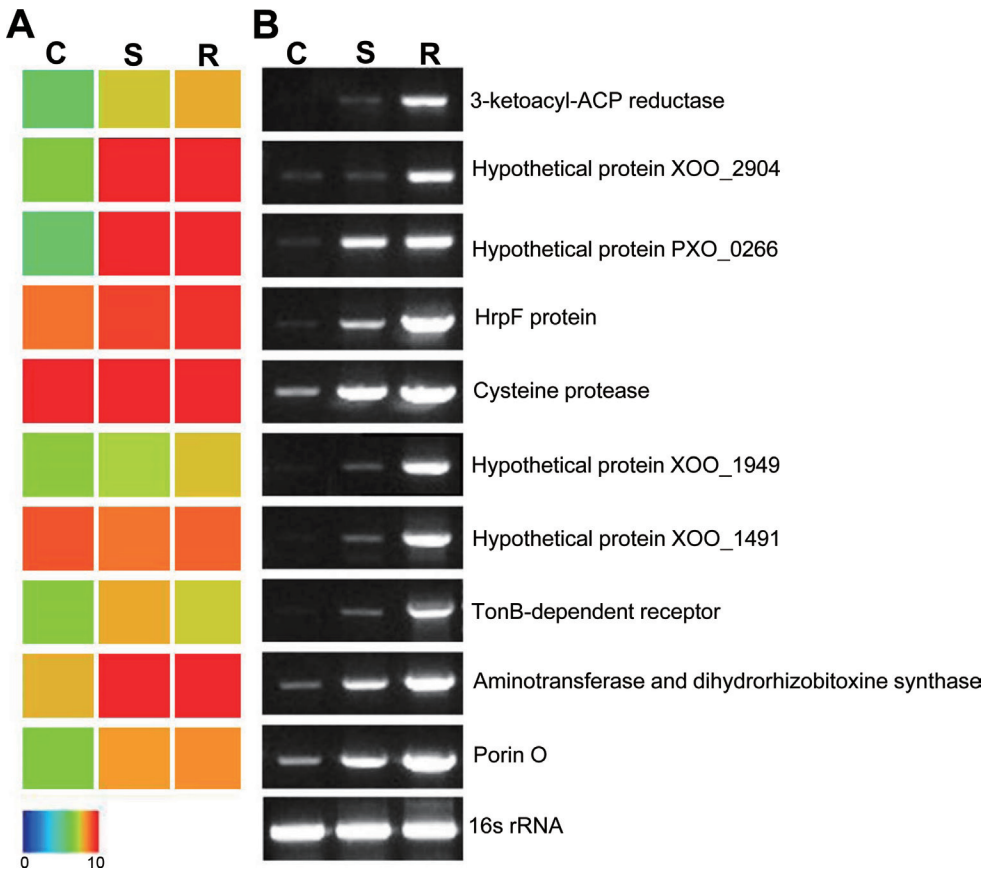 A
B
C S R
C S R
3-ketoacyl-ACP reductase
Hypothetical protein XOO_2904
Hypothetical protein PXO_0266
HrpF protein
Cysteine protease
Hypothetical protein XOO_1949
Hypothetical protein XOO_1491
TonB-dependent receptor
Aminotransferase and dihydrorhizobitoxine synthase
Porin O
16s rRNA
0 10